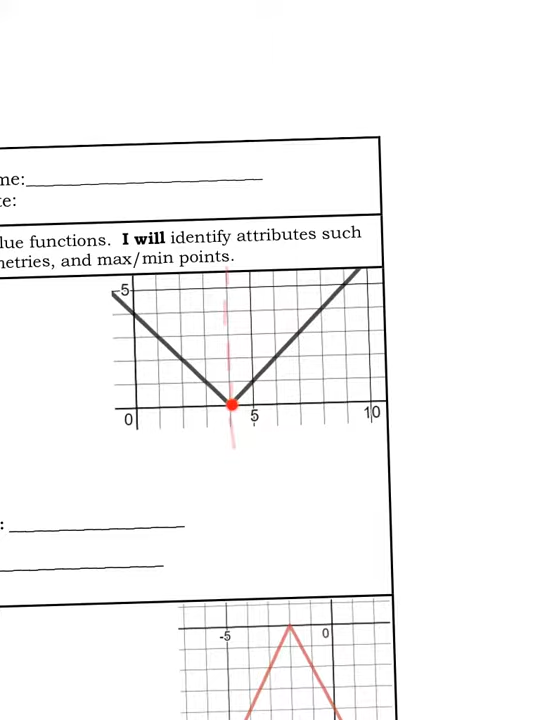 me:
te:
lue functions. I will identify attributes such
netries, and max/min points.
5
0
5
10
:
-5
0